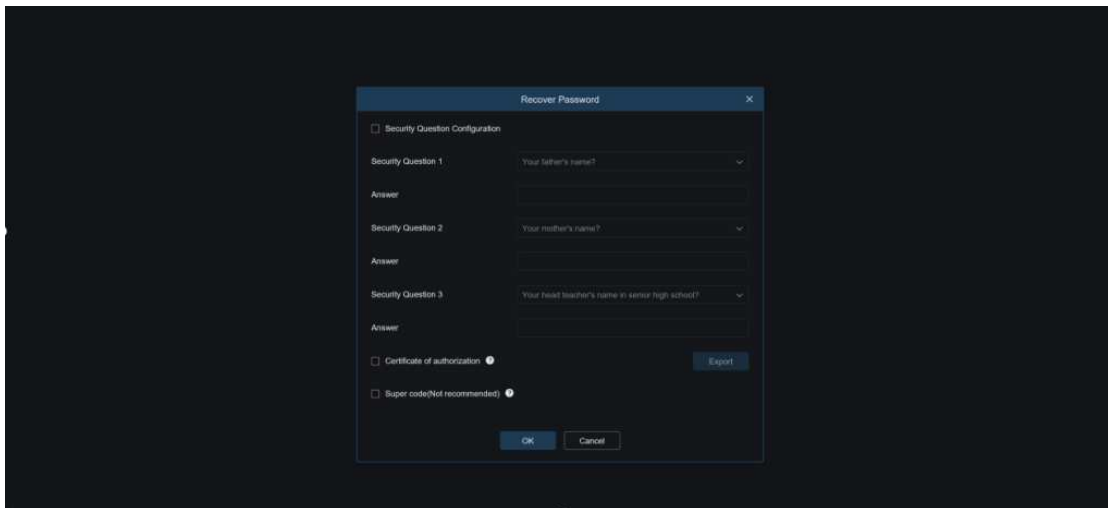 Recover Password
Security Question Configuration
Security Question 1 Your father's name?
Answer
Security Question 2 Your mother's name?
Answer
Security Question 3 Your head teacher's name in senior high school?
Answer
Certificate of authorization ? Export
Super code(Not recommended) ?
OK Cancel